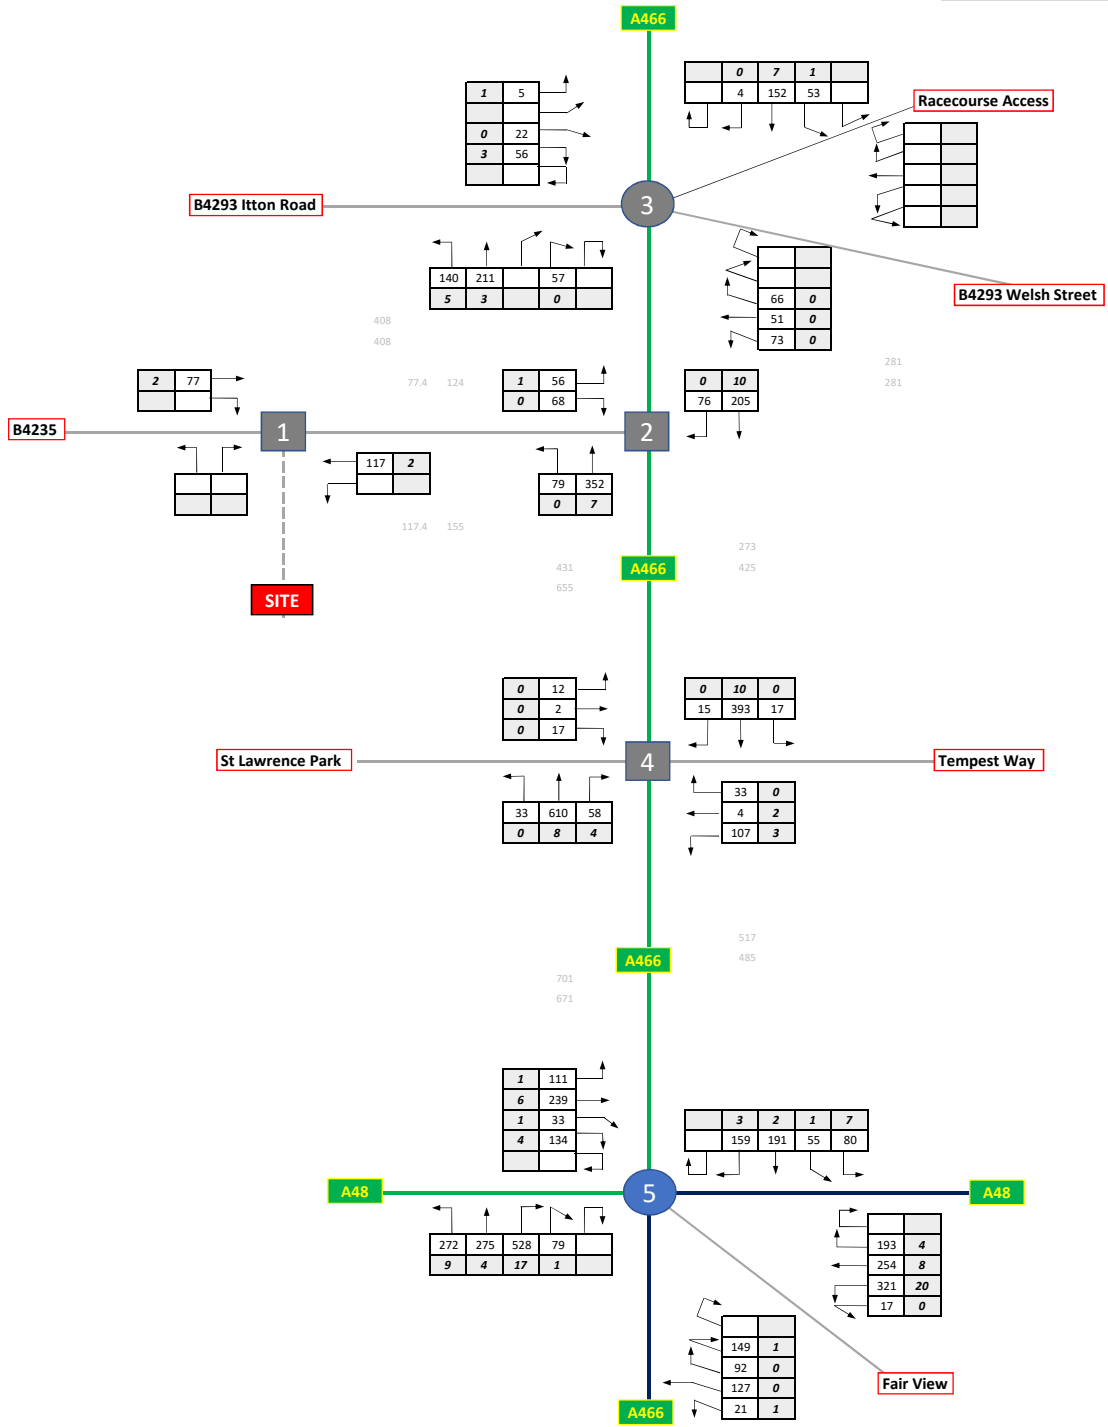 A466
0 7 1
4 152 53
1 5
0 22
3 56
Racecourse Access
B4293 Itton Road
3
140 211 57
5 3 0
66 0
51 0
73 0
B4293 Welsh Street
408
408
281
281
2 77
77.4 124
1 56
0 68
0 10
76 205
B4235
1
2
117 2
79 352
0 7
117.4 155
273
425
431
655
A466
SITE
0 12
0 2
0 17
0 10 0
15 393 17
St Lawrence Park
4
Tempest Way
33 610 58
0 8 4
33 0
4 2
107 3
517
485
A466
701
671
1 111
6 239
1 33
4 134
3 2 1 7
159 191 55 80
A48
5
A48
272 275 528 79
9 4 17 1
193 4
254 8
321 20
17 0
149 1
92 0
127 0
21 1
Fair View
A466